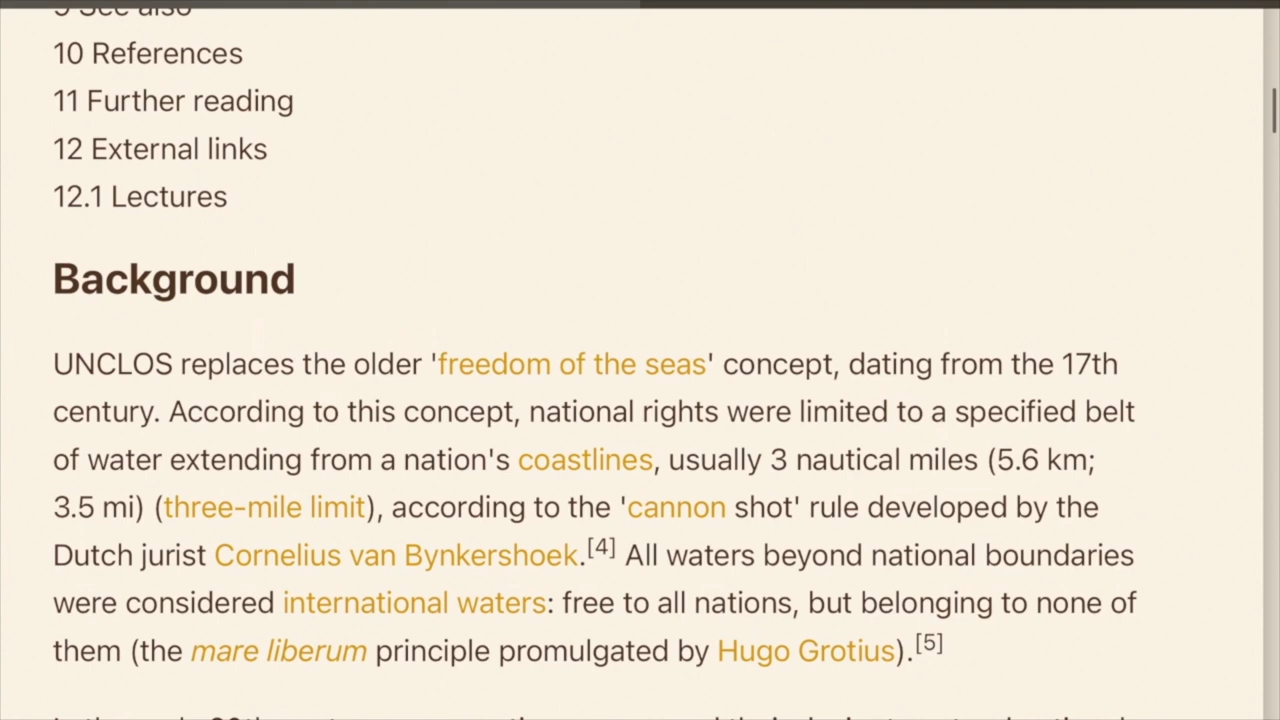 9 See also
10 References
11 Further reading
12 External links
12.1 Lectures
Background
UNCLOS replaces the older 'freedom of the seas' concept, dating from the 17th
century. According to this concept, national rights were limited to a specified belt
of water extending from a nation's coastlines, usually 3 nautical miles (5.6 km;
3.5 mi) (three-mile limit), according to the 'cannon shot' rule developed by the
Dutch jurist Cornelius van Bynkershoek.[4] All waters beyond national boundaries
were considered international waters: free to all nations, but belonging to none of
them (the mare liberum principle promulgated by Hugo Grotius).[5]